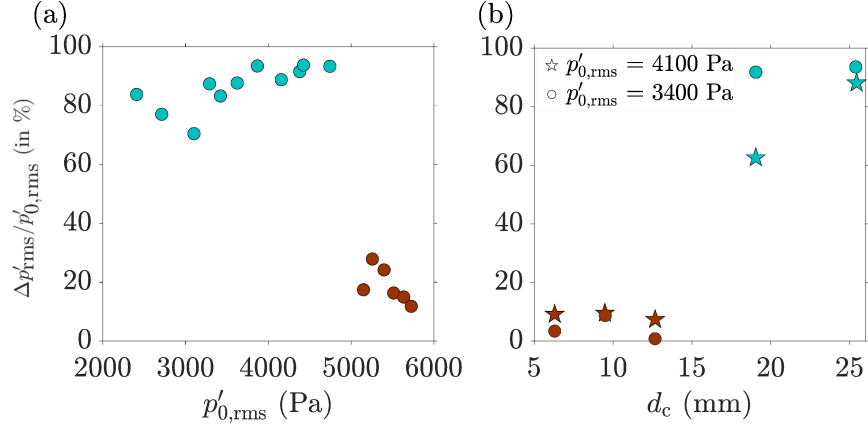 (a)
100
80
60
40
20
0
2000 3000 4000 5000 6000
Δp′rms/p′0,rms (in %)
p′0,rms (Pa)
(b)
100
80
60
40
20
0
5 10 15 20 25
☆ p′0,rms = 4100 Pa
○ p′0,rms = 3400 Pa
dc (mm)